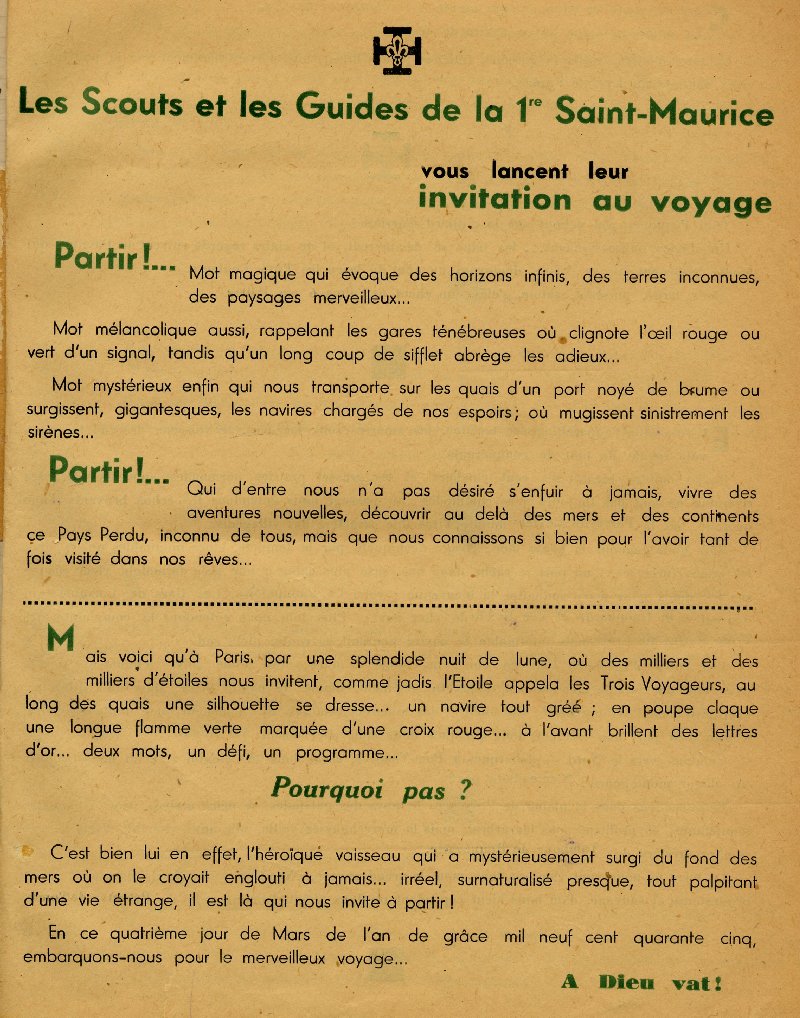 Les Scouts et les Guides de la 1re Saint-Maurice
vous lancent leur
invitation au voyage
Partir!... Mot magique qui évoque des horizons infinis, des terres inconnues,
des paysages merveilleux...
Mot mélancolique aussi, rappelant les gares ténébreuses où clignote l'œil rouge ou
vert d'un signal, tandis qu'un long coup de sifflet abrège les adieux...
Mot mystérieux enfin qui nous transporte sur les quais d'un port noyé de brume ou
surgissent, gigantesques, les navires chargés de nos espoirs ; où mugissent sinistrement les
sirènes...
Partir!... Qui d'entre nous n'a pas désiré s'enfuir à jamais, vivre des
aventures nouvelles, découvrir au delà des mers et des continents
çe Pays Perdu, inconnu de tous, mais que nous connaissons si bien pour l'avoir tant de
fois visité dans nos rêves...
Mais voici qu'à Paris, par une splendide nuit de lune, où des milliers et des
milliers d'étoiles nous invitent, comme jadis l'Etoile appela les Trois Voyageurs, au
long des quais une silhouette se dresse... un navire tout gréé ; en poupe claque
une longue flamme verte marquée d'une croix rouge... à l'avant brillent des lettres
d'or... deux mots, un défi, un programme...
Pourquoi pas ?
C'est bien lui en effet, l'héroïqué vaisseau qui a mystérieusement surgi du fond des
mers où on le croyait englouti à jamais... irréel, surnaturalisé presque, tout palpitant
d'une vie étrange, il est là qui nous invite à partir !
En ce quatrième jour de Mars de l'an de grâce mil neuf cent quarante cinq,
embarquons-nous pour le merveilleux voyage...
A Dieu vat !